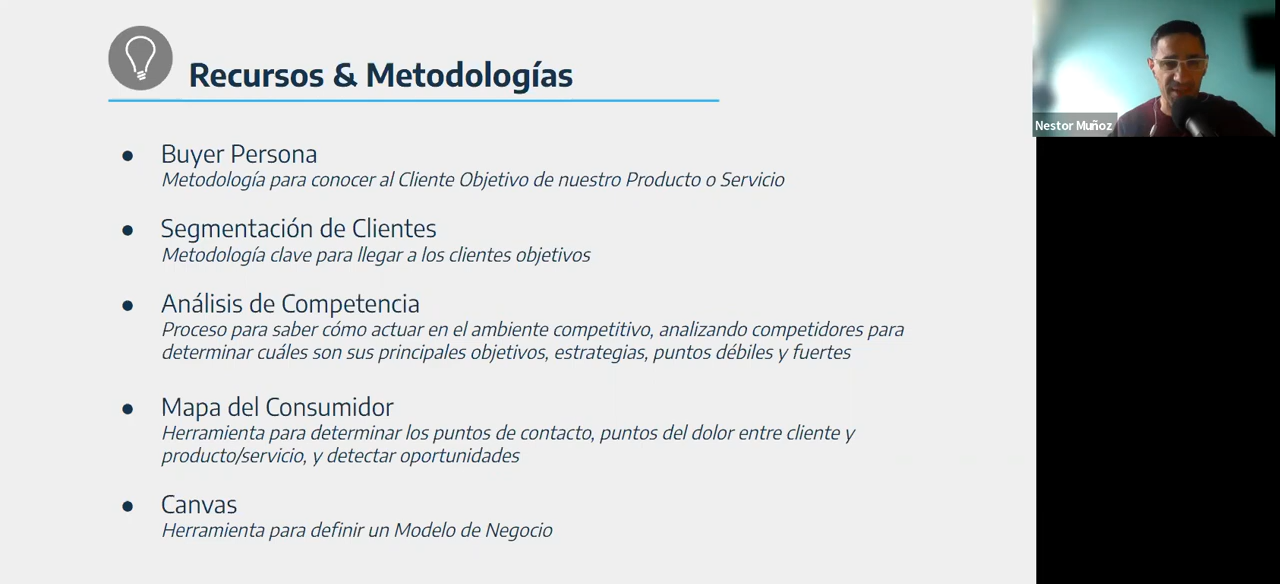 Recursos & Metodologías
Nestor Muñoz
● Buyer Persona
Metodología para conocer al Cliente Objetivo de nuestro Producto o Servicio
● Segmentación de Clientes
Metodología clave para llegar a los clientes objetivos
● Análisis de Competencia
Proceso para saber cómo actuar en el ambiente competitivo, analizando competidores para
determinar cuáles son sus principales objetivos, estrategias, puntos débiles y fuertes
● Mapa del Consumidor
Herramienta para determinar los puntos de contacto, puntos del dolor entre cliente y
producto/servicio, y detectar oportunidades
● Canvas
Herramienta para definir un Modelo de Negocio